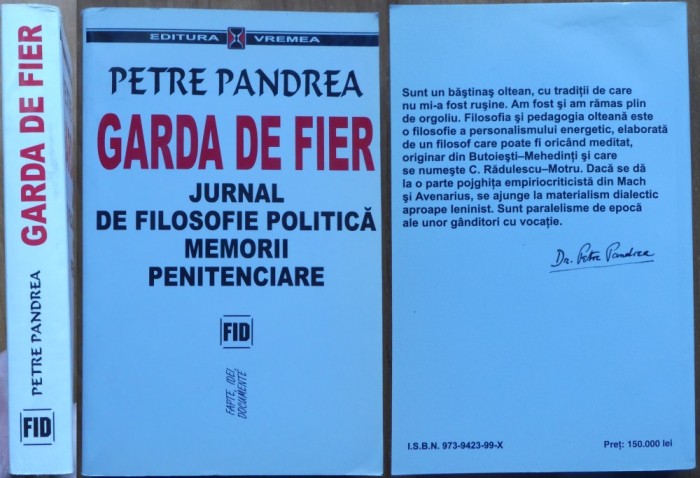 GARDA DE FIER
PETRE PANDREA
FID
EDITURA VREMEA
PETRE PANDREA
GARDA DE FIER
JURNAL
DE FILOSOFIE POLITICĂ
MEMORII
PENITENCIARE
FID
FAPTE, IDEI,
DOCUMENTE
Sunt un băştinaş oltean, cu tradiţii de care
nu mi-a fost ruşine. Am fost şi am rămas plin
de orgoliu. Filosofia şi pedagogia olteană este
o filosofie a personalismului energetic, elaborată
de un filosof care poate fi oricând meditat,
originar din Butoieşti–Mehedinţi şi care
se numeşte C. Rădulescu–Motru. Dacă se dă
la o parte pojghiţa empiriocriticistă din Mach
şi Avenarius, se ajunge la materialism dialectic
aproape leninist. Sunt paralelisme de epocă
ale unor gânditori cu vocaţie.
Dr. Petre Pandrea
I.S.B.N. 973-9423-99-X
Preţ: 150.000 lei